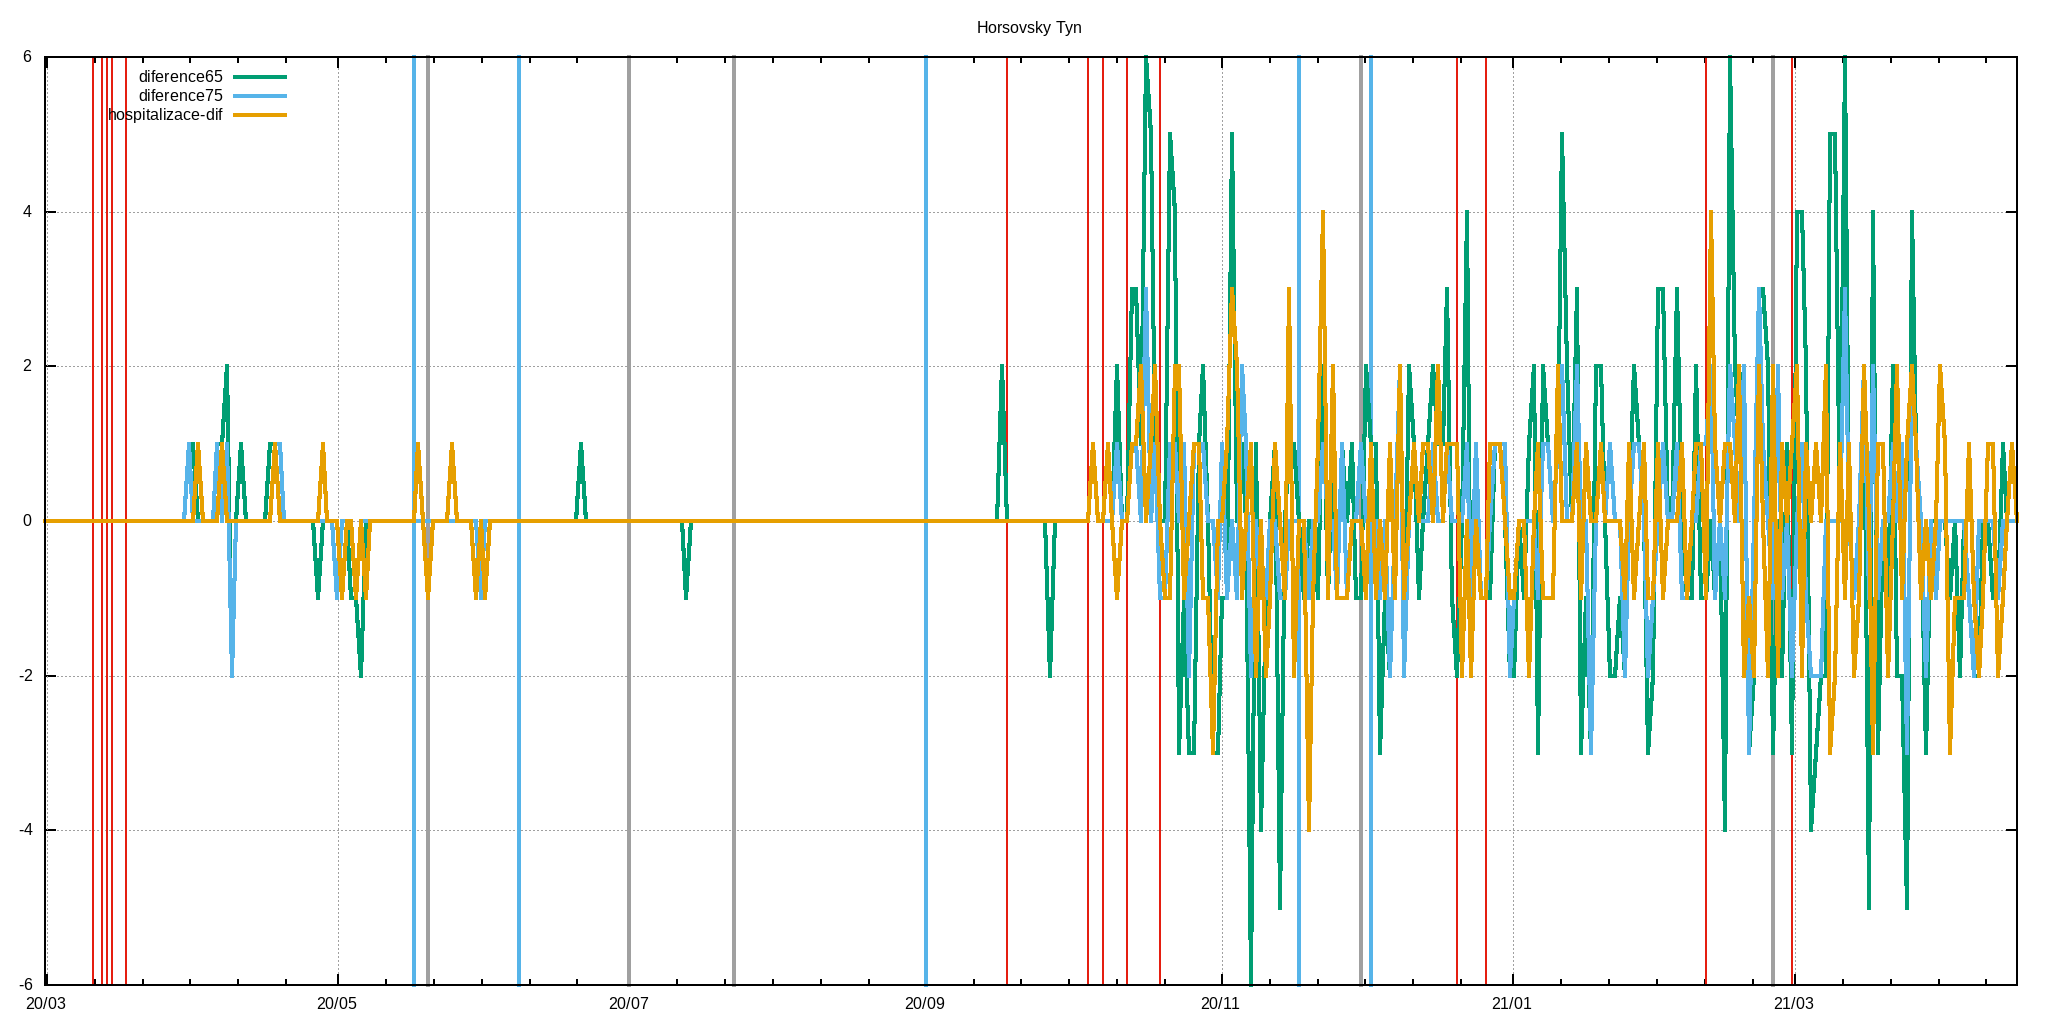 Horsovsky Tyn
6
diference65
diference75
hospitalizace-dif
4
2
0
-2
-4
-6
20/03 20/05 20/07 20/09 20/11 21/01 21/03